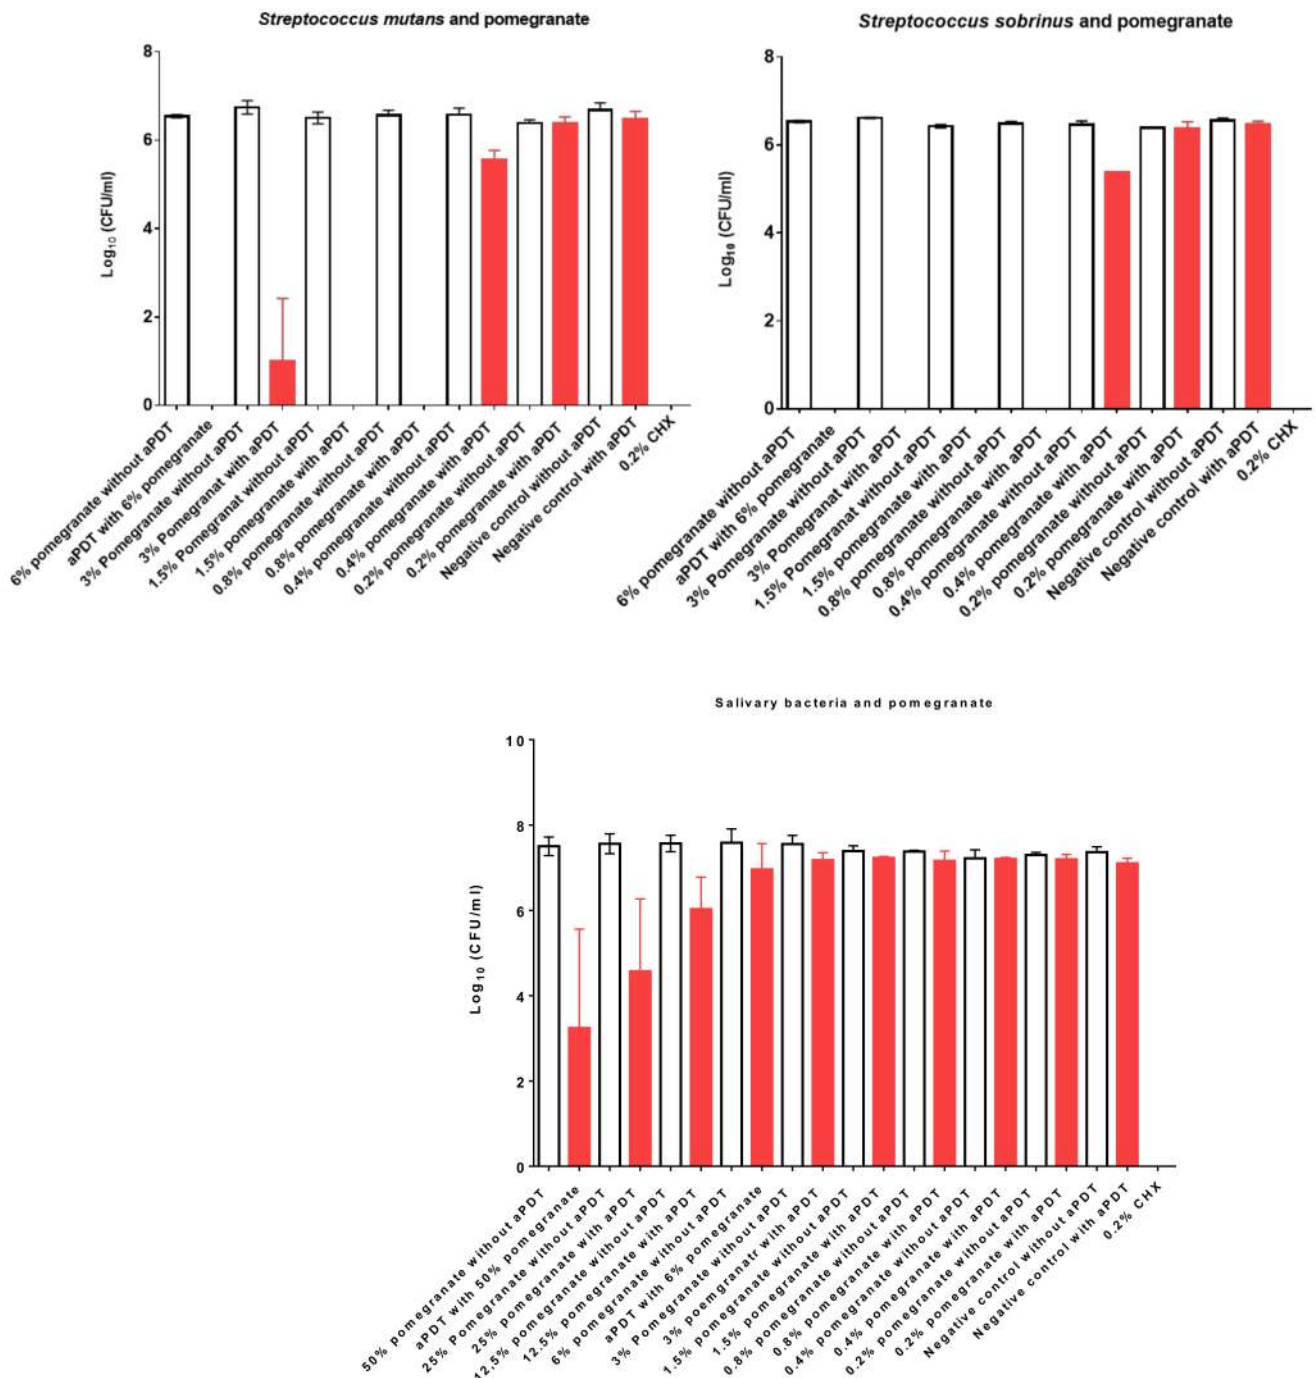 Streptococcus mutans and pomegranate
8
6
4
2
0
Log10 (CFU/ml)
6% pomegranate without aPDT
aPDT with 6% pomegranate
3% Pomegranate without aPDT
3% Pomegranat with aPDT
1.5% Pomegranat without aPDT
1.5% pomegranate with aPDT
0.8% pomegranate without aPDT
0.8% pomegranate with aPDT
0.4% pomegranate without aPDT
0.4% pomegranate with aPDT
0.2% pomegranate without aPDT
0.2% pomegranate with aPDT
Negative control without aPDT
Negative control with aPDT
0.2% CHX
Streptococcus sobrinus and pomegranate
8
6
4
2
0
Log10 (CFU/ml)
6% pomegranate without aPDT
aPDT with 6% pomegranate
3% Pomegranate without aPDT
3% Pomegranat with aPDT
1.5% Pomegranat without aPDT
1.5% pomegranate with aPDT
0.8% pomegranate without aPDT
0.8% pomegranate with aPDT
0.4% pomegranate without aPDT
0.4% pomegranate with aPDT
0.2% pomegranate without aPDT
0.2% pomegranate with aPDT
Negative control without aPDT
Negative control with aPDT
0.2% CHX
Salivary bacteria and pomegranate
10
8
6
4
2
0
Log10 (CFU/ml)
50% pomegranate without aPDT
aPDT with 50% pomegranate
25% Pomegranate without aPDT
25% pomegranate with aPDT
12,5% pomegranate without aPDT
12.5% pomegranate with aPDT
6% pomegranate without aPDT
aPDT with 6% pomegranate
3% Pomegranate without aPDT
3% poemgranatr with aPDT
1.5% pomegranate without aPDT
1.5% pomegranate with aPDT
0.8% pomegranate without aPDT
0.8% pomegranate with aPDT
0.4% pomegranate without aPDT
0.4% pomegranate with aPDT
0.2% pomegranate without aPDT
0.2% pomegranate with aPDT
Negative control without aPDT
Negative control with aPDT
0.2% CHX